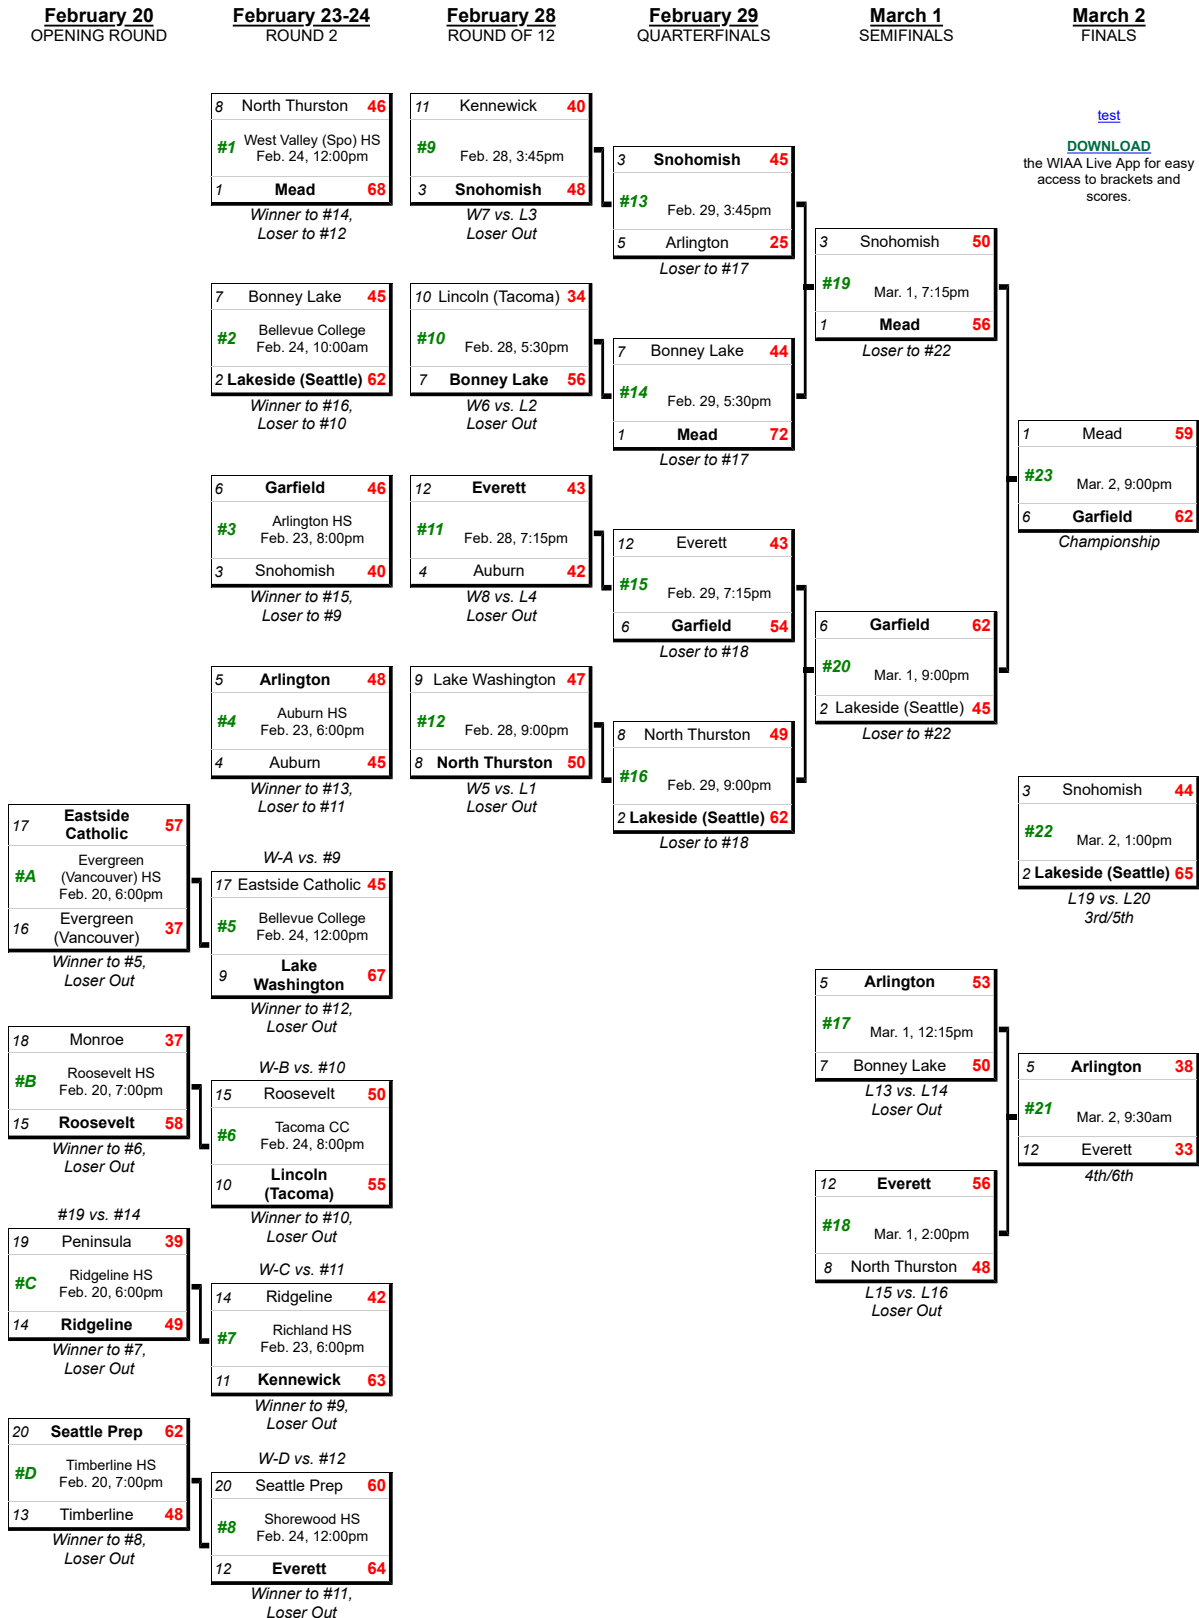 February 20
OPENING ROUND
February 23-24
ROUND 2
February 28
ROUND OF 12
February 29
QUARTERFINALS
March 1
SEMIFINALS
March 2
FINALS
test
DOWNLOAD
the WIAA Live App for easy
access to brackets and
scores.
17 Eastside
Catholic 57
#A Evergreen
(Vancouver) HS
Feb. 20, 6:00pm
16 Evergreen
(Vancouver) 37
Winner to #5,
Loser Out
18 Monroe 37
#B Roosevelt HS
Feb. 20, 7:00pm
15 Roosevelt 58
Winner to #6,
Loser Out
#19 vs. #14
19 Peninsula 39
#C Ridgeline HS
Feb. 20, 6:00pm
14 Ridgeline 49
Winner to #7,
Loser Out
20 Seattle Prep 62
#D Timberline HS
Feb. 20, 7:00pm
13 Timberline 48
Winner to #8,
Loser Out
8 North Thurston 46
#1 West Valley (Spo) HS
Feb. 24, 12:00pm
1 Mead 68
Winner to #14,
Loser to #12
7 Bonney Lake 45
#2 Bellevue College
Feb. 24, 10:00am
2 Lakeside (Seattle) 62
Winner to #16,
Loser to #10
6 Garfield 46
#3 Arlington HS
Feb. 23, 8:00pm
3 Snohomish 40
Winner to #15,
Loser to #9
5 Arlington 48
#4 Auburn HS
Feb. 23, 6:00pm
4 Auburn 45
Winner to #13,
Loser to #11
W-A vs. #9
17 Eastside Catholic 45
#5 Bellevue College
Feb. 24, 12:00pm
9 Lake
Washington 67
Winner to #12,
Loser Out
W-B vs. #10
15 Roosevelt 50
#6 Tacoma CC
Feb. 24, 8:00pm
10 Lincoln
(Tacoma) 55
Winner to #10,
Loser Out
W-C vs. #11
14 Ridgeline 42
#7 Richland HS
Feb. 23, 6:00pm
11 Kennewick 63
Winner to #9,
Loser Out
W-D vs. #12
20 Seattle Prep 60
#8 Shorewood HS
Feb. 24, 12:00pm
12 Everett 64
Winner to #11,
Loser Out
11 Kennewick 40
#9 Feb. 28, 3:45pm
3 Snohomish 48
W7 vs. L3
Loser Out
10 Lincoln (Tacoma) 34
#10 Feb. 28, 5:30pm
7 Bonney Lake 56
W6 vs. L2
Loser Out
12 Everett 43
#11 Feb. 28, 7:15pm
4 Auburn 42
W8 vs. L4
Loser Out
9 Lake Washington 47
#12 Feb. 28, 9:00pm
8 North Thurston 50
W5 vs. L1
Loser Out
3 Snohomish 45
#13 Feb. 29, 3:45pm
5 Arlington 25
Loser to #17
7 Bonney Lake 44
#14 Feb. 29, 5:30pm
1 Mead 72
Loser to #17
12 Everett 43
#15 Feb. 29, 7:15pm
6 Garfield 54
Loser to #18
8 North Thurston 49
#16 Feb. 29, 9:00pm
2 Lakeside (Seattle) 62
Loser to #18
3 Snohomish 50
#19 Mar. 1, 7:15pm
1 Mead 56
Loser to #22
6 Garfield 62
#20 Mar. 1, 9:00pm
2 Lakeside (Seattle) 45
Loser to #22
5 Arlington 53
#17 Mar. 1, 12:15pm
7 Bonney Lake 50
L13 vs. L14
Loser Out
12 Everett 56
#18 Mar. 1, 2:00pm
8 North Thurston 48
L15 vs. L16
Loser Out
1 Mead 59
#23 Mar. 2, 9:00pm
6 Garfield 62
Championship
3 Snohomish 44
#22 Mar. 2, 1:00pm
2 Lakeside (Seattle) 65
L19 vs. L20
3rd/5th
5 Arlington 38
#21 Mar. 2, 9:30am
12 Everett 33
4th/6th